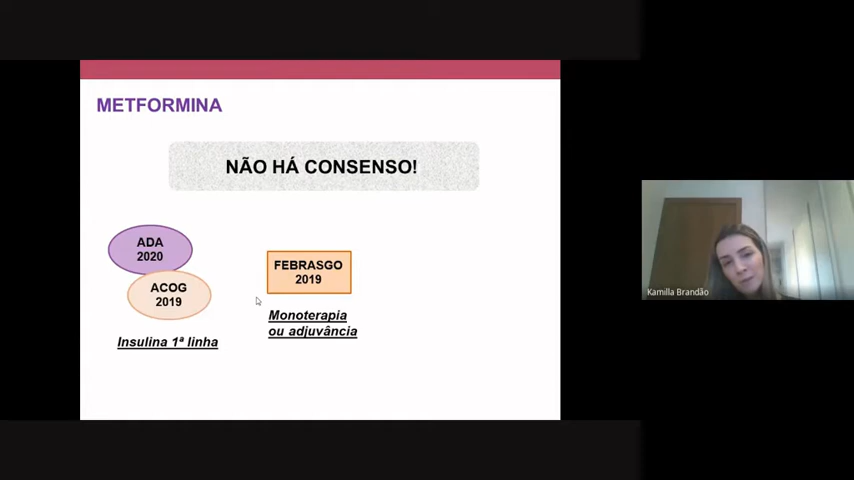 METFORMINA
NÃO HÁ CONSENSO!
ADA
2020
ACOG
2019
Insulina 1ª linha
FEBRASGO
2019
Monoterapia
ou adjuvância
Kamilla Brandão